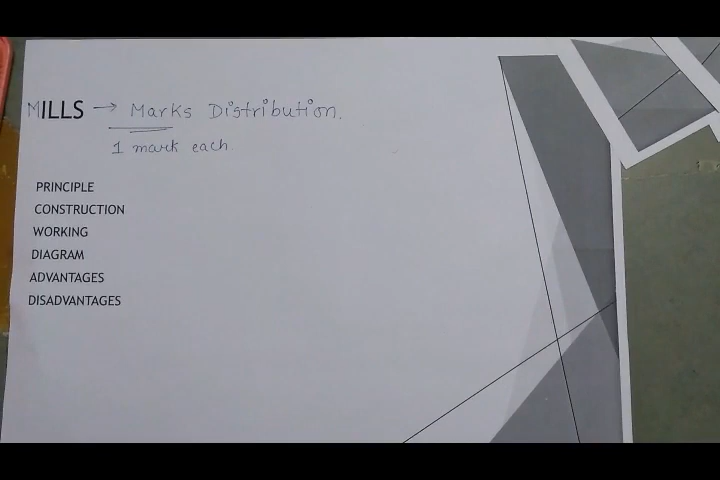 MILLS → Marks Distribution.
1 mark each.
PRINCIPLE
CONSTRUCTION
WORKING
DIAGRAM
ADVANTAGES
DISADVANTAGES